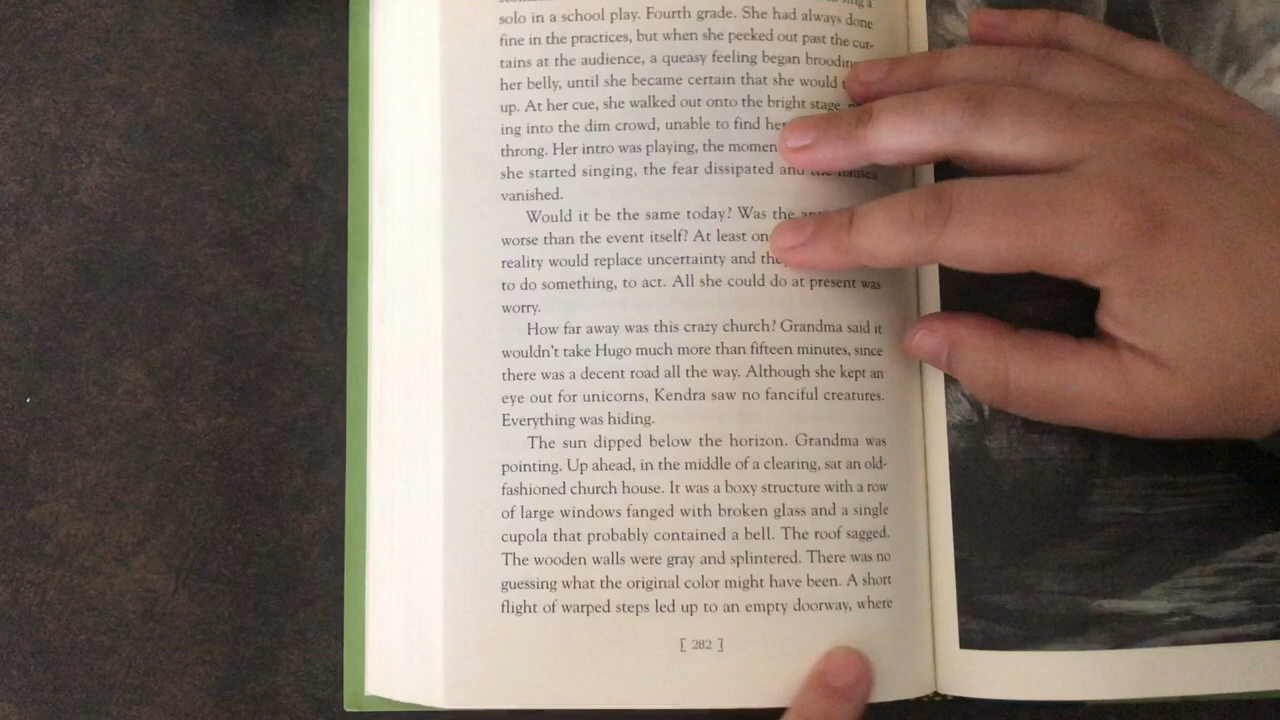 solo in a school play. Fourth grade. She had always done
fine in the practices, but when she peeked out past the cur-
tains at the audience, a queasy feeling began
her belly, until she became certain that she would
up. At her cue, she walked out onto the bright stage,
ing into the dim crowd, unable to find her
throng. Her intro was playing, the
she started singing, the fear dissipated and the nausea
vanished.
Would it be the same today? Was the
worse than the event itself? At least
reality would replace uncertainty and
to do something, to act. All she could do at present was
worry.
How far away was this crazy church? Grandma said it
wouldn't take Hugo much more than fifteen minutes, since
there was a decent road all the way. Although she kept an
eye out for unicorns, Kendra saw no fanciful creatures.
Everything was hiding.
The sun dipped below the horizon. Grandma was
pointing. Up ahead, in the middle of a clearing, sat an old-
fashioned church house. It was a boxy structure with a row
of large windows fanged with broken glass and a single
cupola that probably contained a bell. The roof sagged.
The wooden walls were gray and splintered. There was no
guessing what the original color might have been. A short
flight of warped steps led up to an empty doorway, where
[ 282 ]